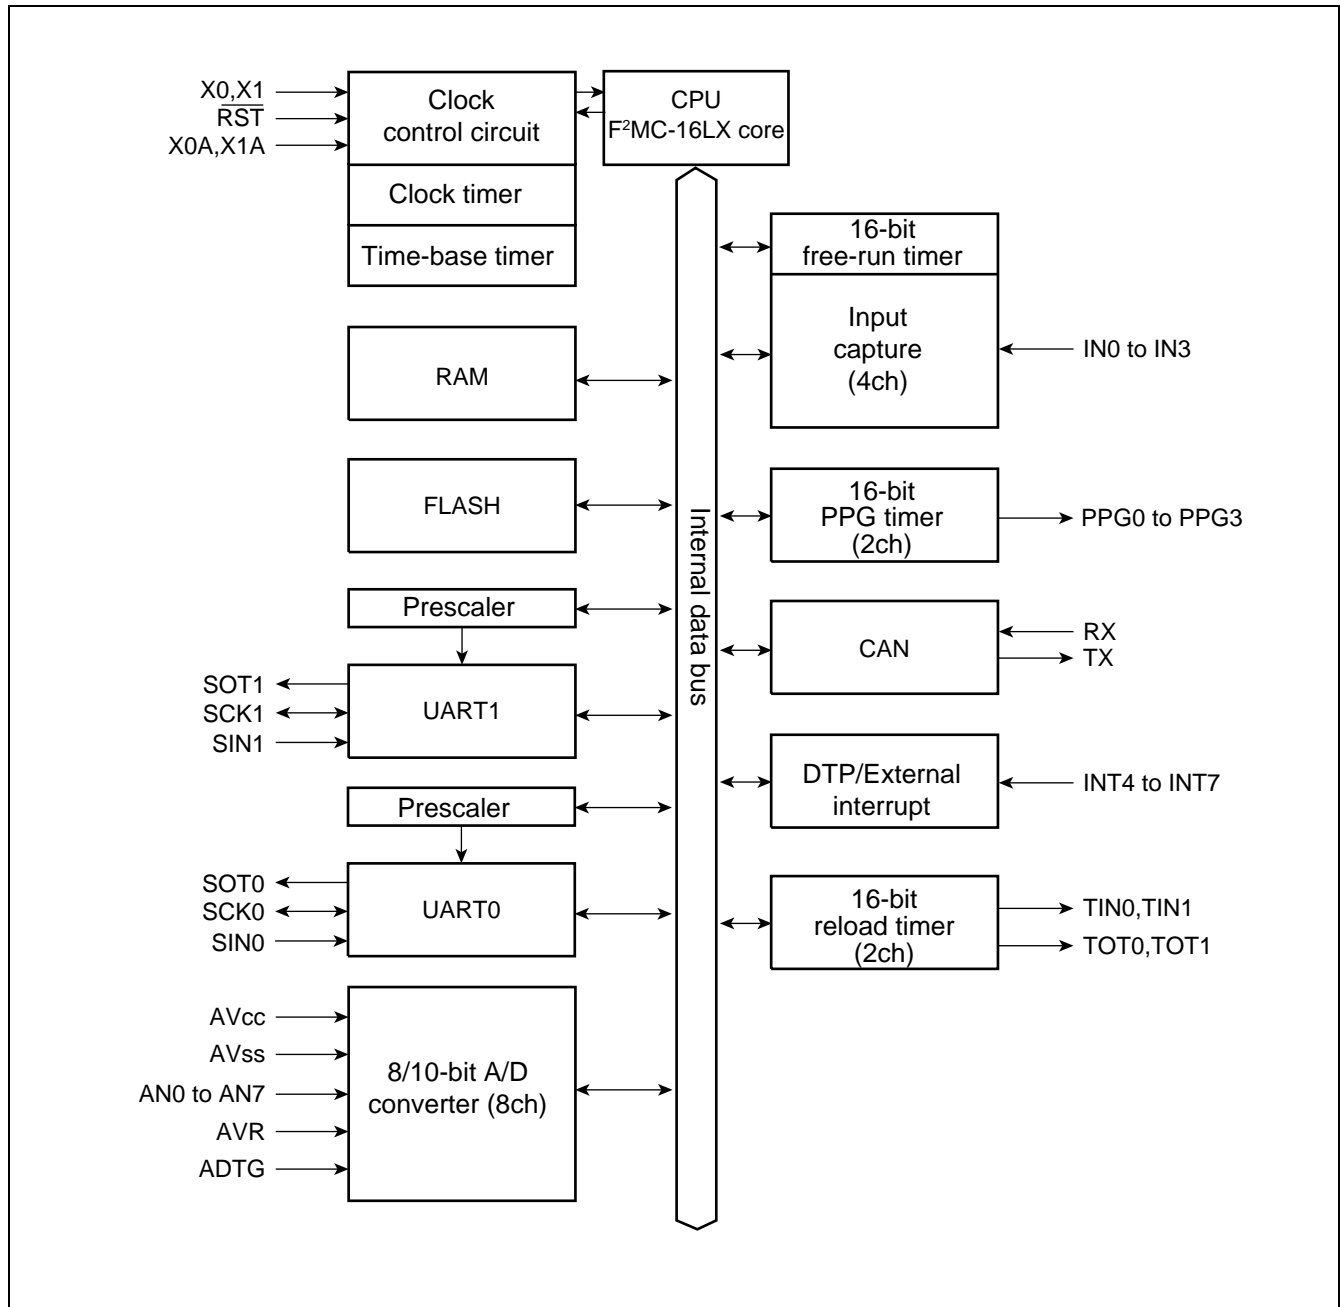 X0,X1
RST
X0A,X1A
Clock
control circuit
Clock timer
Time-base timer
CPU
F²MC-16LX core
RAM
FLASH
Prescaler
SOT1
SCK1
SIN1
UART1
Prescaler
SOT0
SCK0
SIN0
UART0
AVcc
AVss
AN0 to AN7
AVR
ADTG
8/10-bit A/D
converter (8ch)
Internal data bus
16-bit
free-run timer
Input
capture
(4ch)
IN0 to IN3
16-bit
PPG timer
(2ch)
PPG0 to PPG3
CAN
RX
TX
DTP/External
interrupt
INT4 to INT7
16-bit
reload timer
(2ch)
TIN0,TIN1
TOT0,TOT1